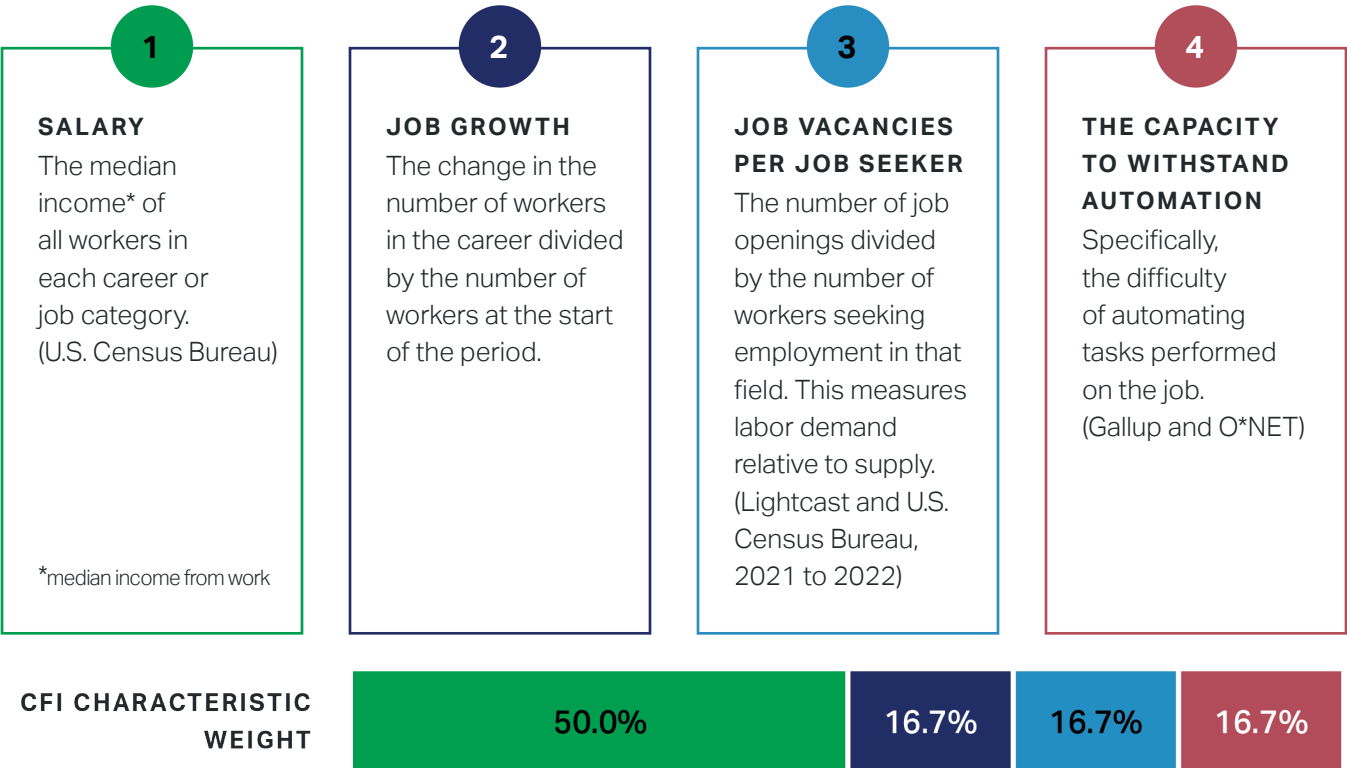 1
SALARY
The median
income* of
all workers in
each career or
job category.
(U.S. Census Bureau)
*median income from work
2
JOB GROWTH
The change in the
number of workers
in the career divided
by the number of
workers at the start
of the period.
3
JOB VACANCIES
PER JOB SEEKER
The number of job
openings divided
by the number of
workers seeking
employment in that
field. This measures
labor demand
relative to supply.
(Lightcast and U.S.
Census Bureau,
2021 to 2022)
4
THE CAPACITY
TO WITHSTAND
AUTOMATION
Specifically,
the difficulty
of automating
tasks performed
on the job.
(Gallup and O*NET)
CFI CHARACTERISTIC
WEIGHT
50.0%
16.7%
16.7%
16.7%